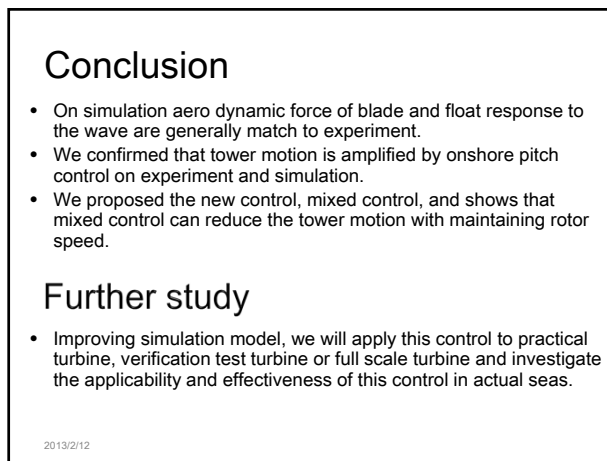 Conclusion
• On simulation aero dynamic force of blade and float response to
the wave are generally match to experiment.
• We confirmed that tower motion is amplified by onshore pitch
control on experiment and simulation.
• We proposed the new control, mixed control, and shows that
mixed control can reduce the tower motion with maintaining rotor
speed.
Further study
• Improving simulation model, we will apply this control to practical
turbine, verification test turbine or full scale turbine and investigate
the applicability and effectiveness of this control in actual seas.
2013/2/12